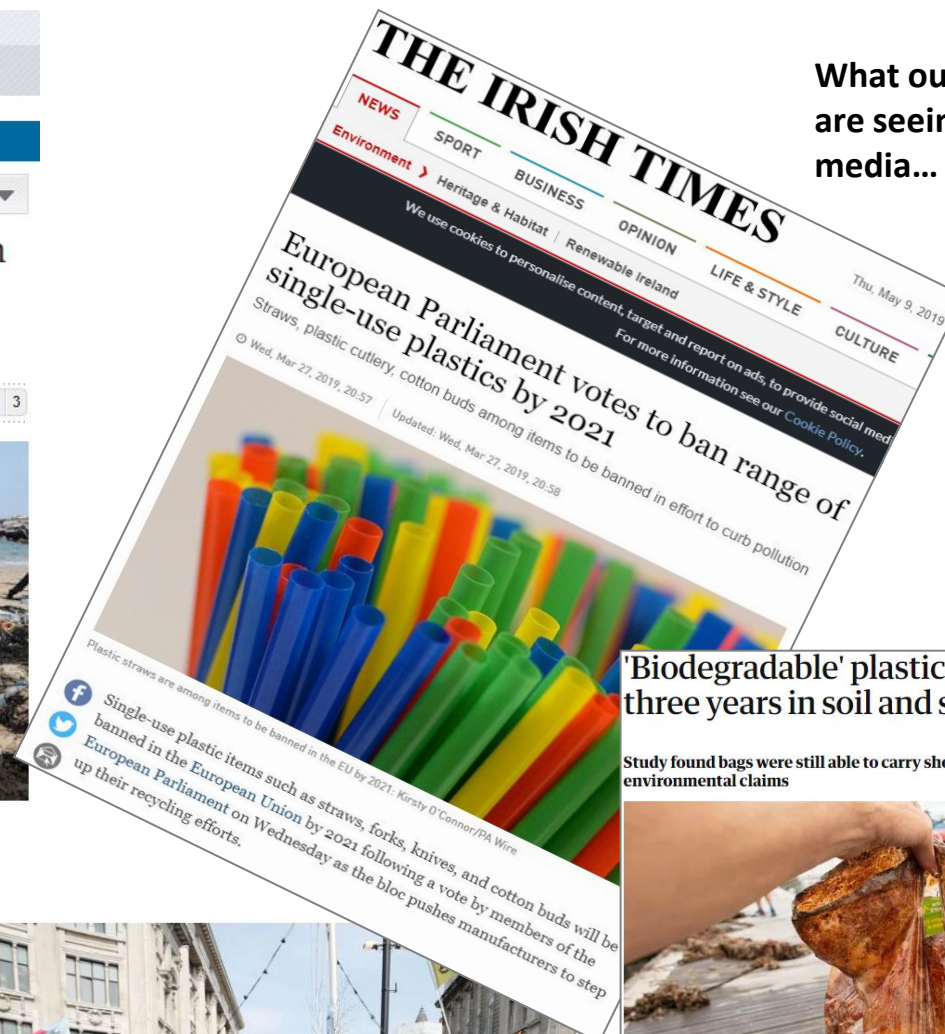 What
are
media...
3
THE IRISH TIMES
NEWS
SPORT
BUSINESS
OPINION
LIFE & STYLE
CULTURE
Environment
Heritage & Habitat
Renewable Ireland
Thu, May 9, 2019
We use cookies to personalise content, target and report on ads, to provide social
For more information see our Cookie Policy.
European Parliament votes to ban range of
single-use plastics by 2021
Straws, plastic cutlery, cotton buds among items to be banned in effort to curb pollution
Wed, Mar 27, 2019, 20:57
Updated: Wed, Mar 27, 2019, 20:58
Plastic straws are among items to be banned in the EU by 2021: Kirsty O'Connor/PA Wire
Single-use plastic items such as straws, forks, knives, and cotton buds will be
banned in the European Union by 2021 following a vote by members of the
European Parliament on Wednesday as the bloc pushes manufacturers to step
up their recycling efforts.
'Biodegradable' plastic
three years in soil and
Study found bags were still able to carry
environmental claims